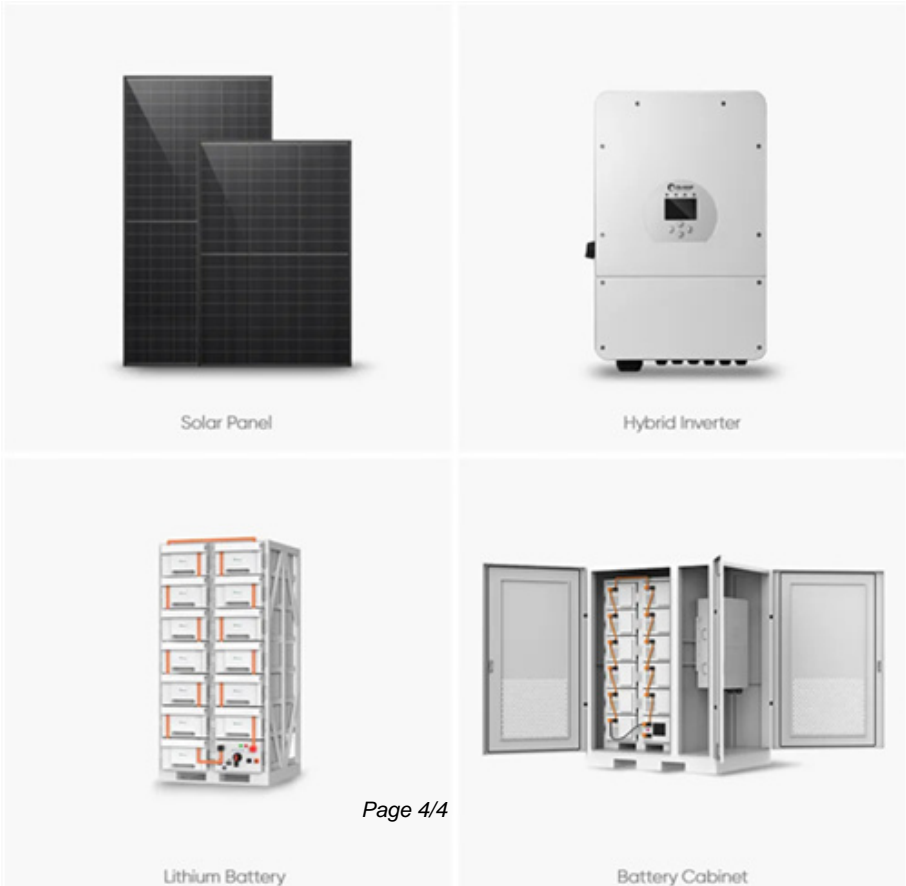 Solar Panel
Hybrid Inverter
Page 4/4
Lithium Battery
Battery Cabinet